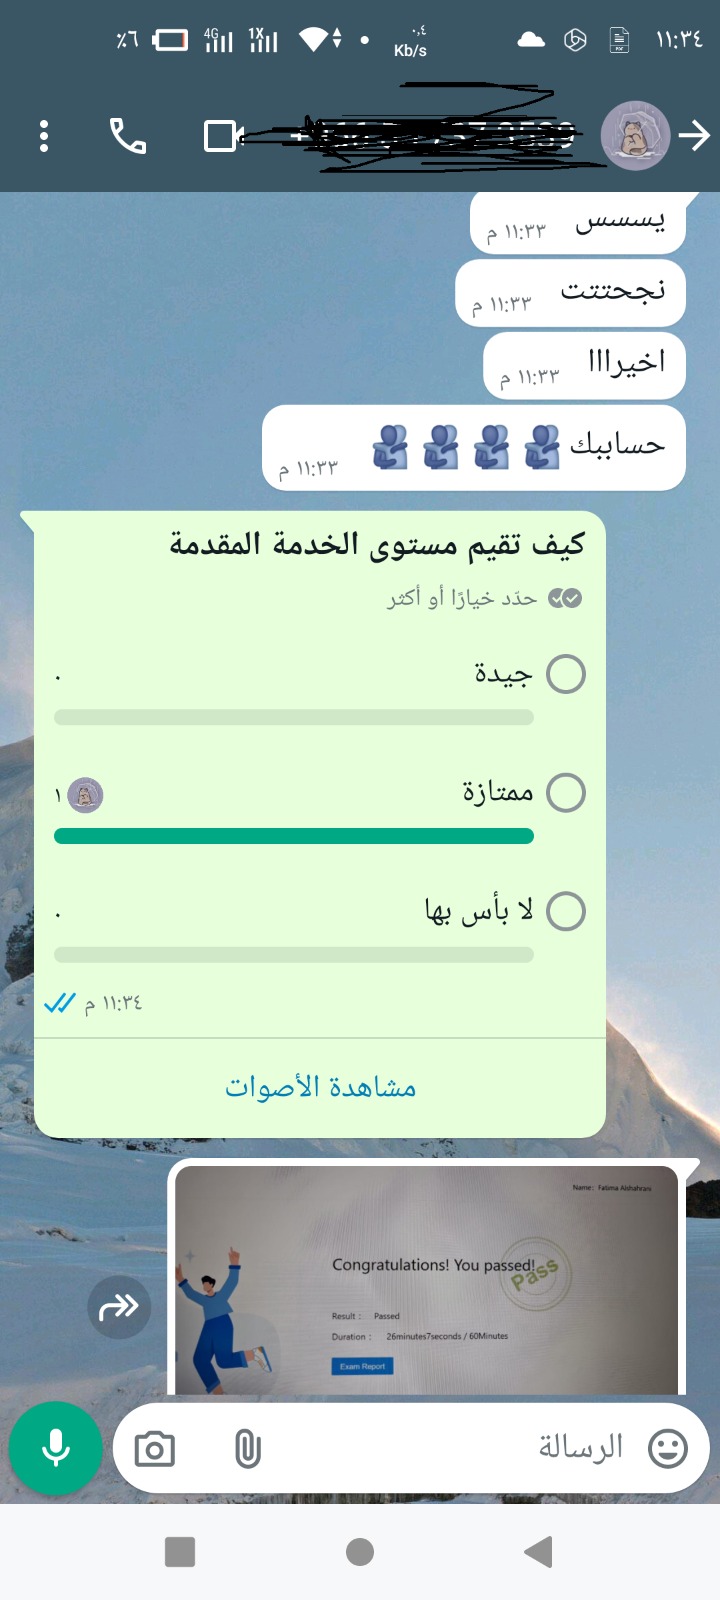 ١١:٣٤
٠,٤
Kb/s
1X
4G
٪٦
يسسس
١١:٣٣ م
نجحتتت
١١:٣٣ م
اخيرااا
١١:٣٣ م
حساببك 🫂🫂🫂🫂
١١:٣٣ م
كيف تقيم مستوى الخدمة المقدمة
حدّد خيارًا أو أكثر
جيدة
٠
ممتازة
١
لا بأس بها
٠
١١:٣٤ م
مشاهدة الأصوات
Name: Fatima Alshahrani
Congratulations! You passed!
Pass
Result : Passed
Duration : 26minutes7seconds / 60Minutes
Exam Report
الرسالة